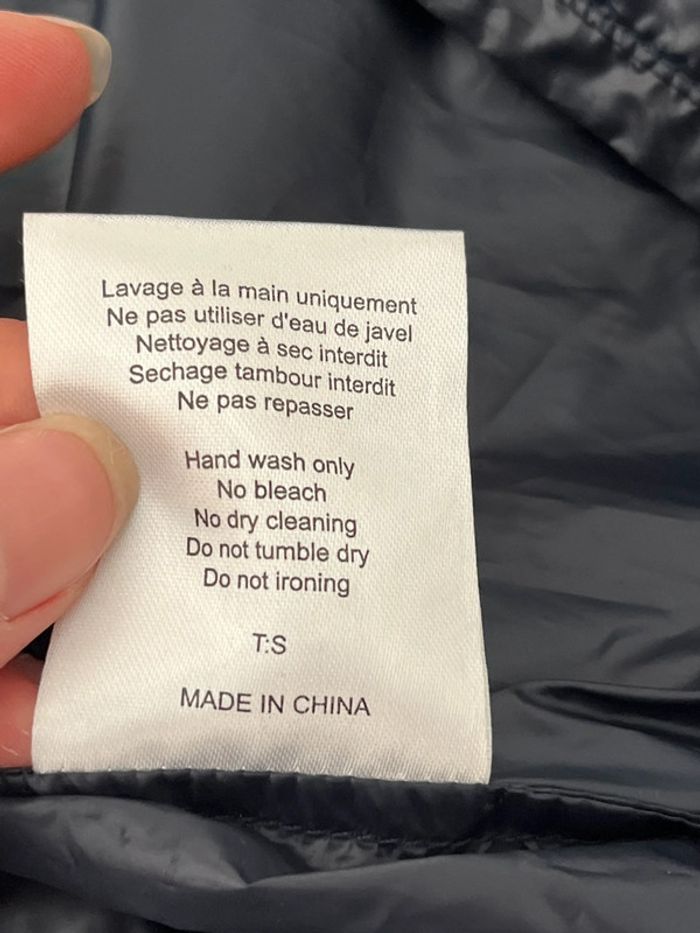 Lavage à la main uniquement
Ne pas utiliser d'eau de javel
Nettoyage à sec interdit
Sechage tambour interdit
Ne pas repasser
Hand wash only
No bleach
No dry cleaning
Do not tumble dry
Do not ironing
T:S
MADE IN CHINA